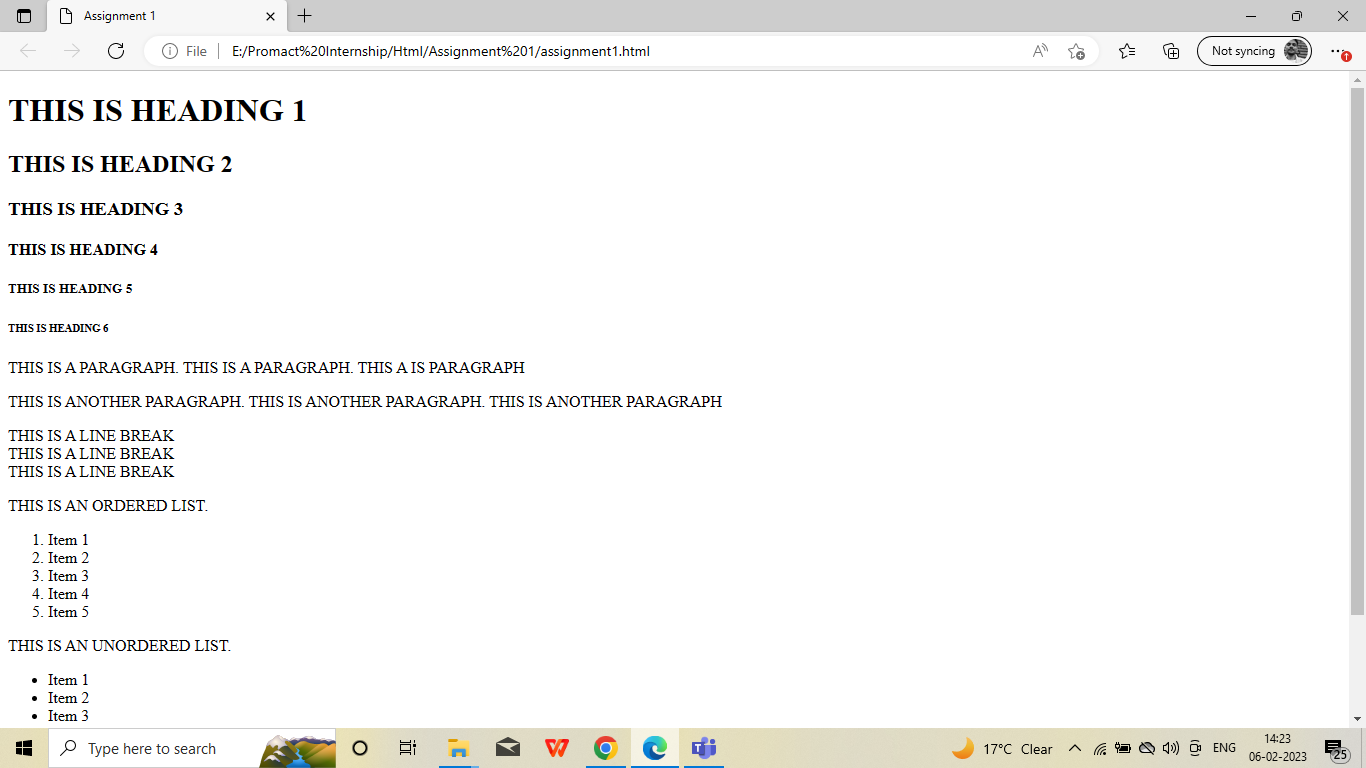 Assignment 1
File
E:/Promact%20Internship/Html/Assignment%201/assignment1.html
Not syncing
THIS IS HEADING 1
THIS IS HEADING 2
THIS IS HEADING 3
THIS IS HEADING 4
THIS IS HEADING 5
THIS IS HEADING 6
THIS IS A PARAGRAPH. THIS IS A PARAGRAPH. THIS A IS PARAGRAPH
THIS IS ANOTHER PARAGRAPH. THIS IS ANOTHER PARAGRAPH. THIS IS ANOTHER PARAGRAPH
THIS IS A LINE BREAK
THIS IS A LINE BREAK
THIS IS A LINE BREAK
THIS IS AN ORDERED LIST.
1. Item 1
2. Item 2
3. Item 3
4. Item 4
5. Item 5
THIS IS AN UNORDERED LIST.
• Item 1
• Item 2
• Item 3
Type here to search
17°C Clear
ENG
14:23
06-02-2023
25